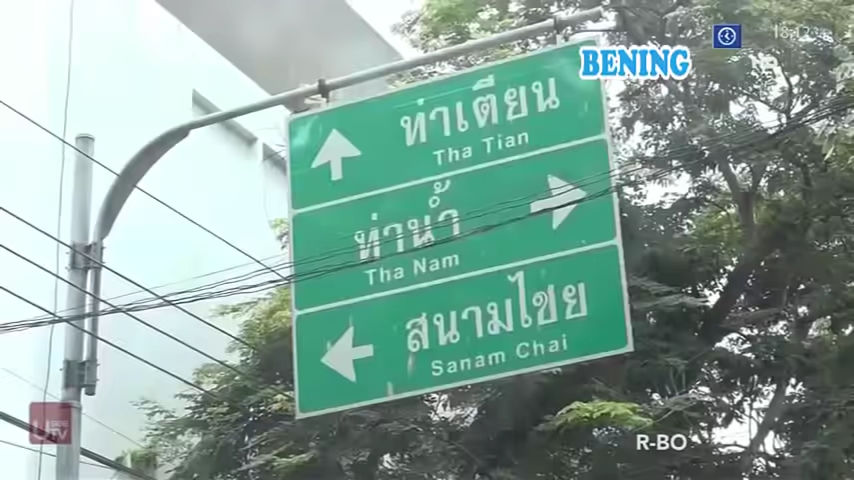 BENING
ท่าเตียน
Tha Tian
ท่าน้ำ
Tha Nam
สนามไชย
Sanam Chai
R-BO